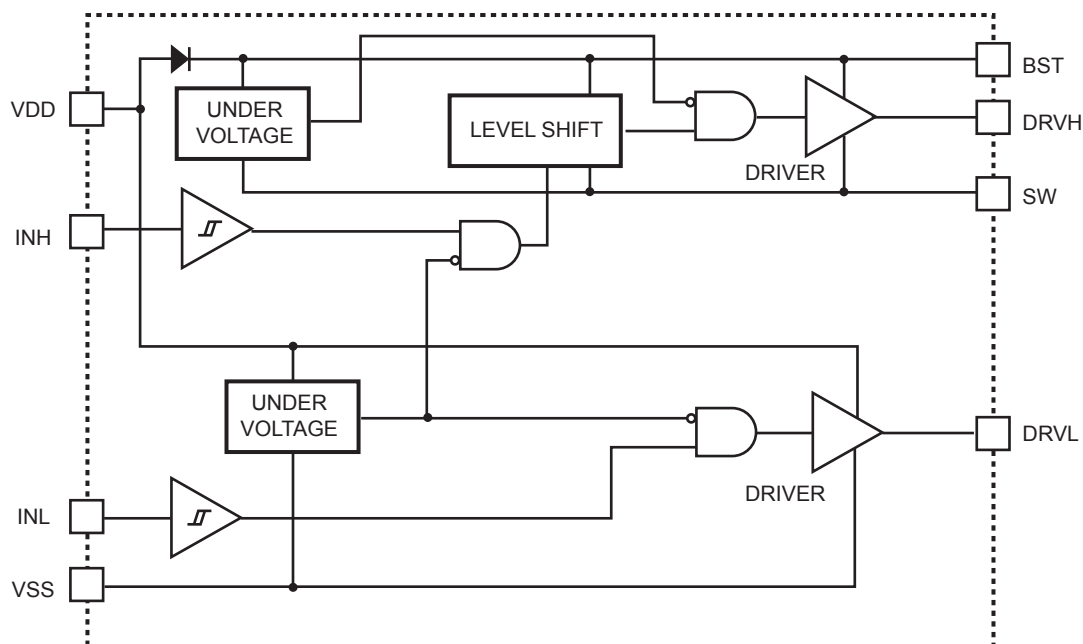 BST
VDD
UNDER
VOLTAGE
LEVEL SHIFT
DRVH
DRIVER
SW
INH
UNDER
VOLTAGE
DRVL
DRIVER
INL
VSS